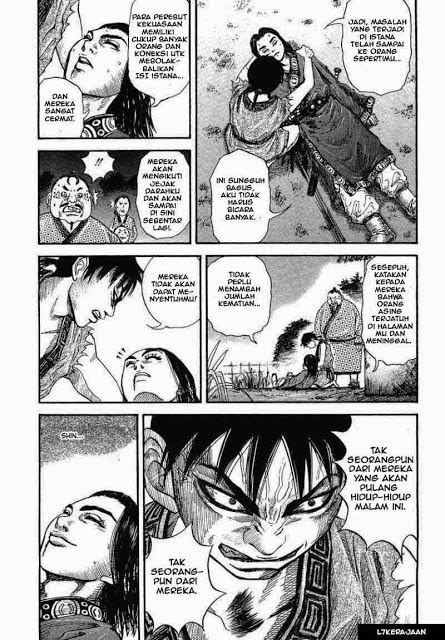 JADI, MASALAH
YANG TERJADI
DI ISTANA
TELAH SAMPAI
KE ORANG
SEPERTIMU...
INI SUNGGUH
BAGUS,
AKU TIDAK
HARUS
BICARA
BANYAK.
PARA PEREBUT
KEKUASAAN
MEMILIKI
CUKUP BANYAK
ORANG DAN
KONEKSI UTK
MEBOLAK-
BALIKAN
ISI ISTANA...
DAN
MEREKA
SANGAT
CERMAT.
MEREKA
AKAN
MENGIKUTI
JEJAK
DARAHKU
DAN AKAN
SAMPAI
DI SINI
SEBENTAR
LAGI.
!!
SESEPUH,
KATAKAN
KEPADA
MEREKA
BAHWA
ORANG
ASING
TERJATUH
DI HALAMAN
MU DAN
MENINGGAL.
TIDAK
PERLU
MENAMBAH
JUMLAH
KEMATIAN...
MEREKA
TIDAK AKAN
DAPAT ME-
NYENTUHMU!
TAK
SEORANGPUN
DARI MEREKA
YANG AKAN
PULANG
HIDUP-HIDUP
MALAM INI.
TAK
SEORANG-
PUN DARI
MEREKA.
SHIN...
L7KERAJAAN